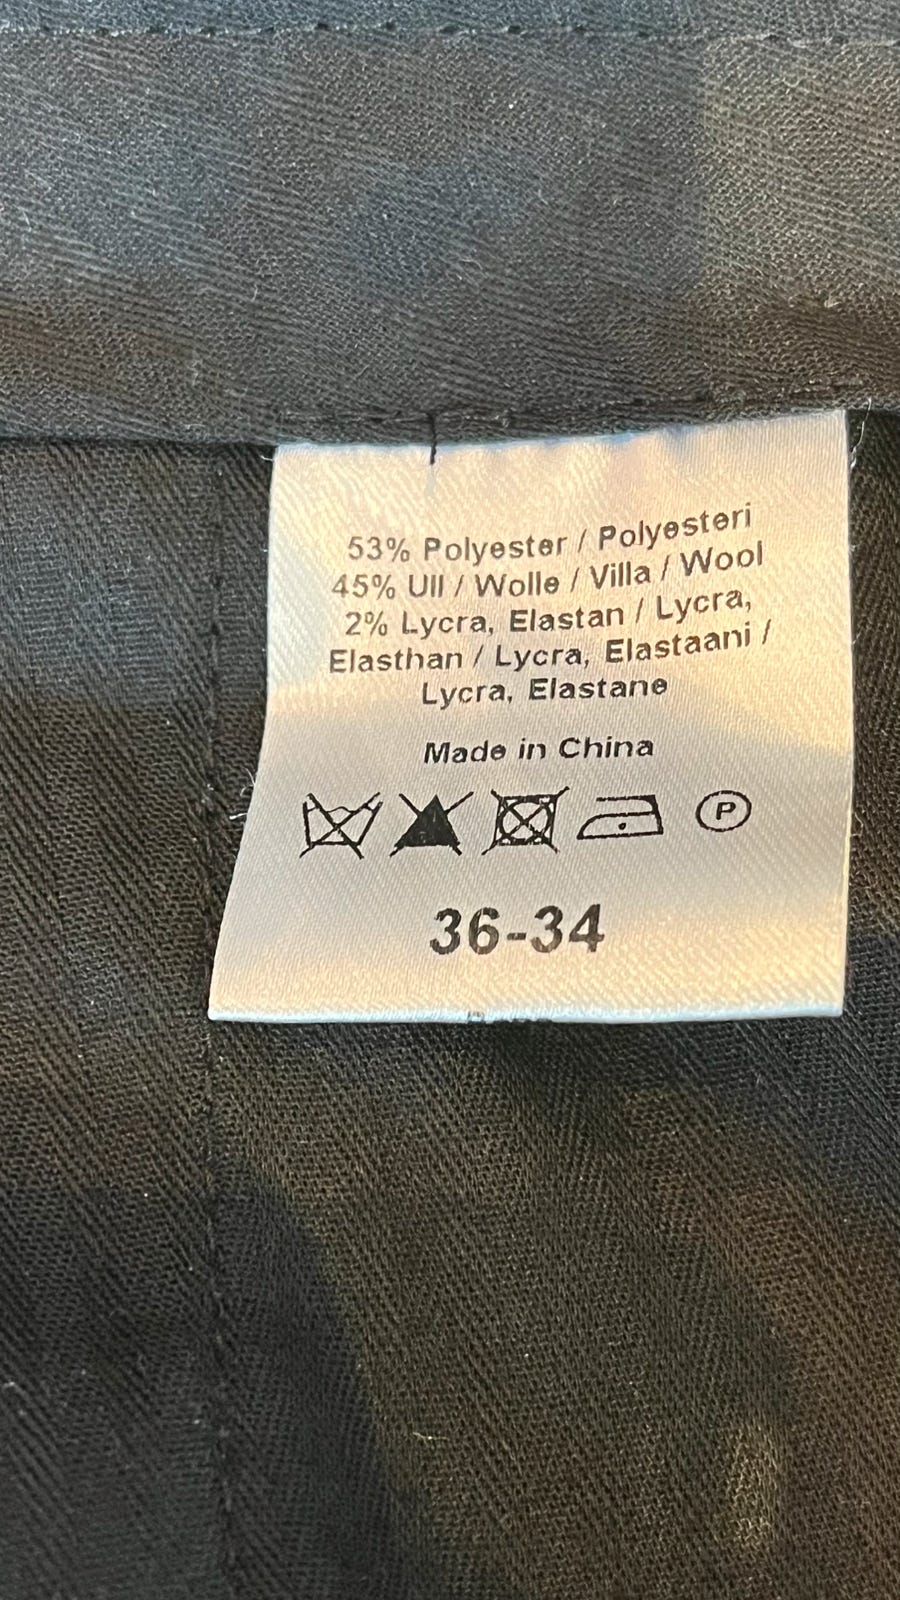 53% Polyester / Polyesteri
45% Ull / Wolle / Villa / Wool
2% Lycra, Elastan / Lycra,
Elasthan / Lycra, Elastaani /
Lycra, Elastane
Made in China
P
36-34